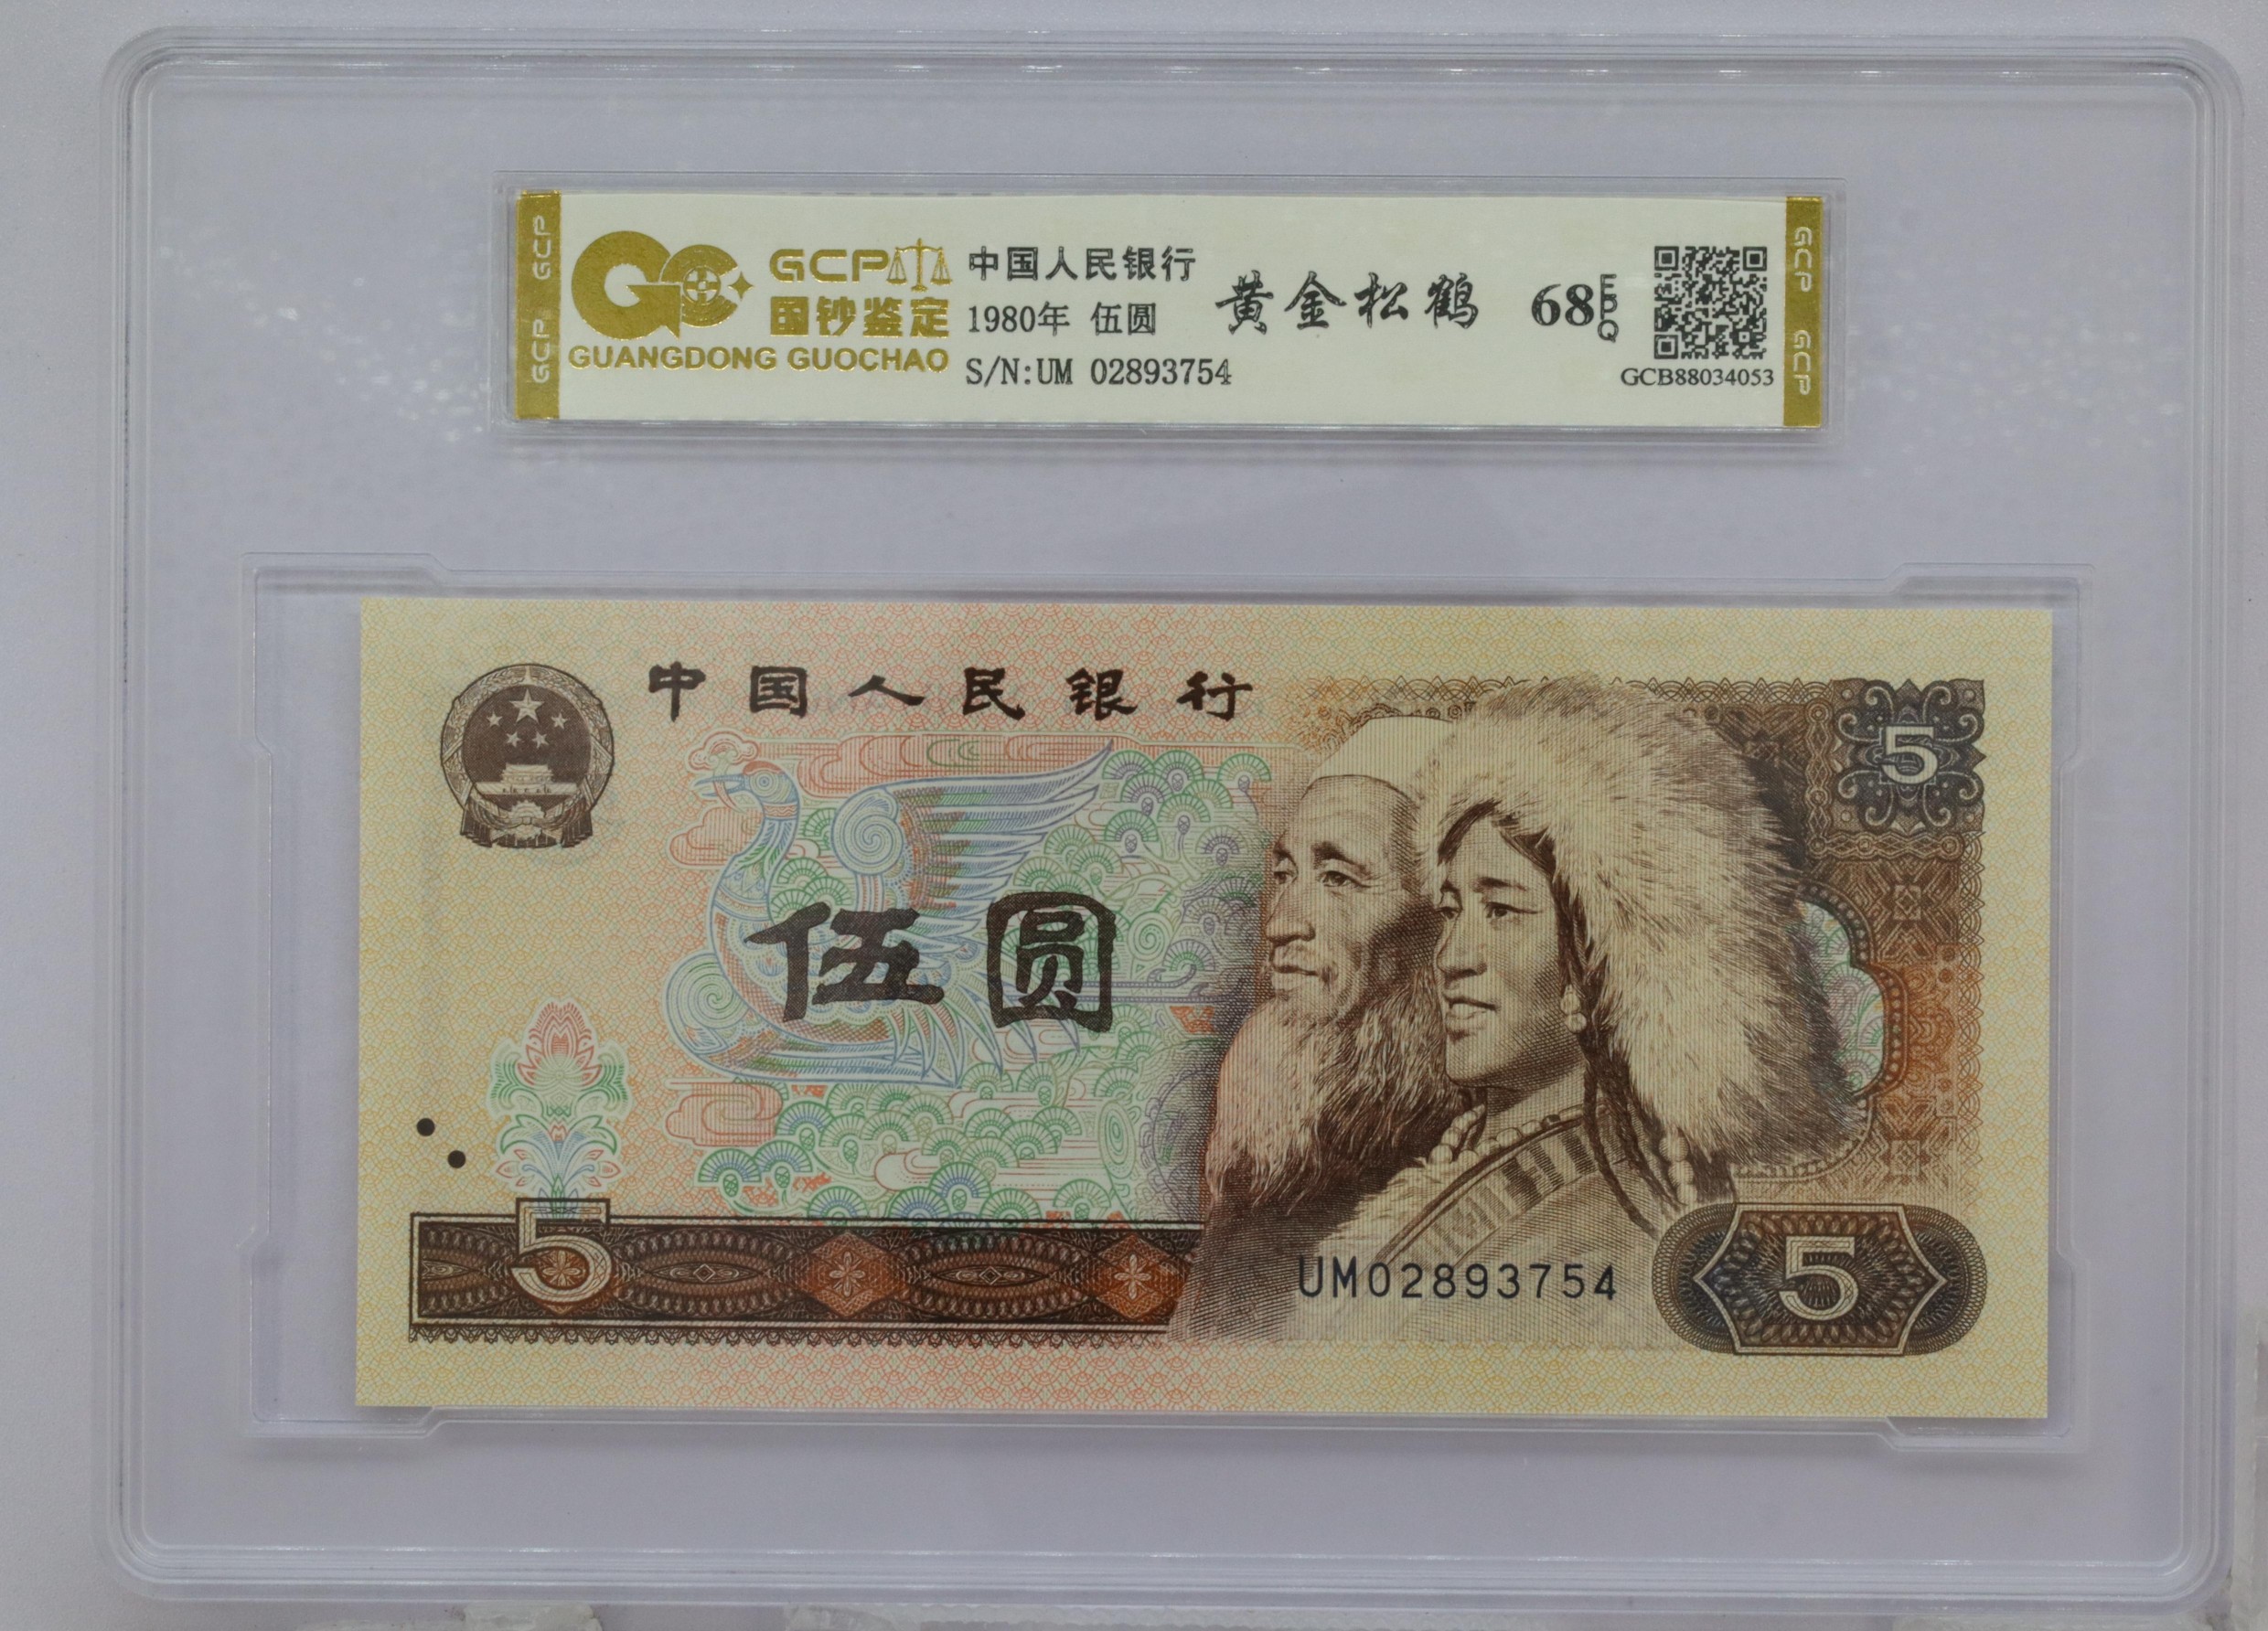 GCP GCP
GCP
国钞鉴定
GUANGDONG GUOCHAO
中国人民银行
1980年 伍圆
S/N:UM 02893754
黄金松鹤
68 EPQ
GCB88034053
GCP GCP
中国人民银行
伍圆
5
5
UM02893754
5